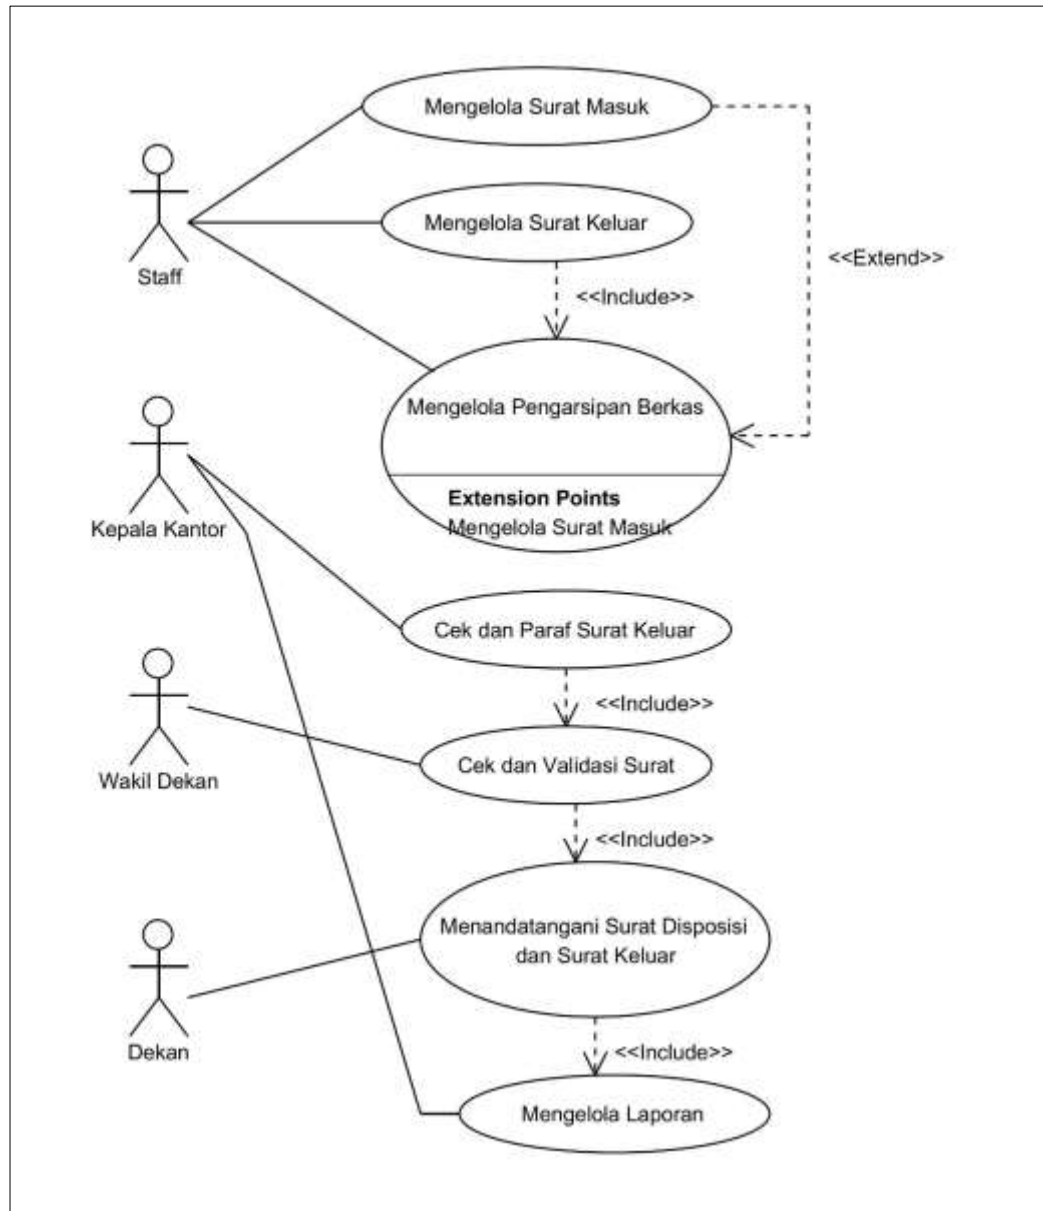 Mengelola Surat Masuk
Mengelola Surat Keluar
<<Extend>>
Staff
<<Include>>
Mengelola Pengarsipan Berkas
Extension Points
Mengelola Surat Masuk
Kepala Kantor
Cek dan Paraf Surat Keluar
<<Include>>
Cek dan Validasi Surat
Wakil Dekan
<<Include>>
Menandatangani Surat Disposisi
dan Surat Keluar
Dekan
<<Include>>
Mengelola Laporan